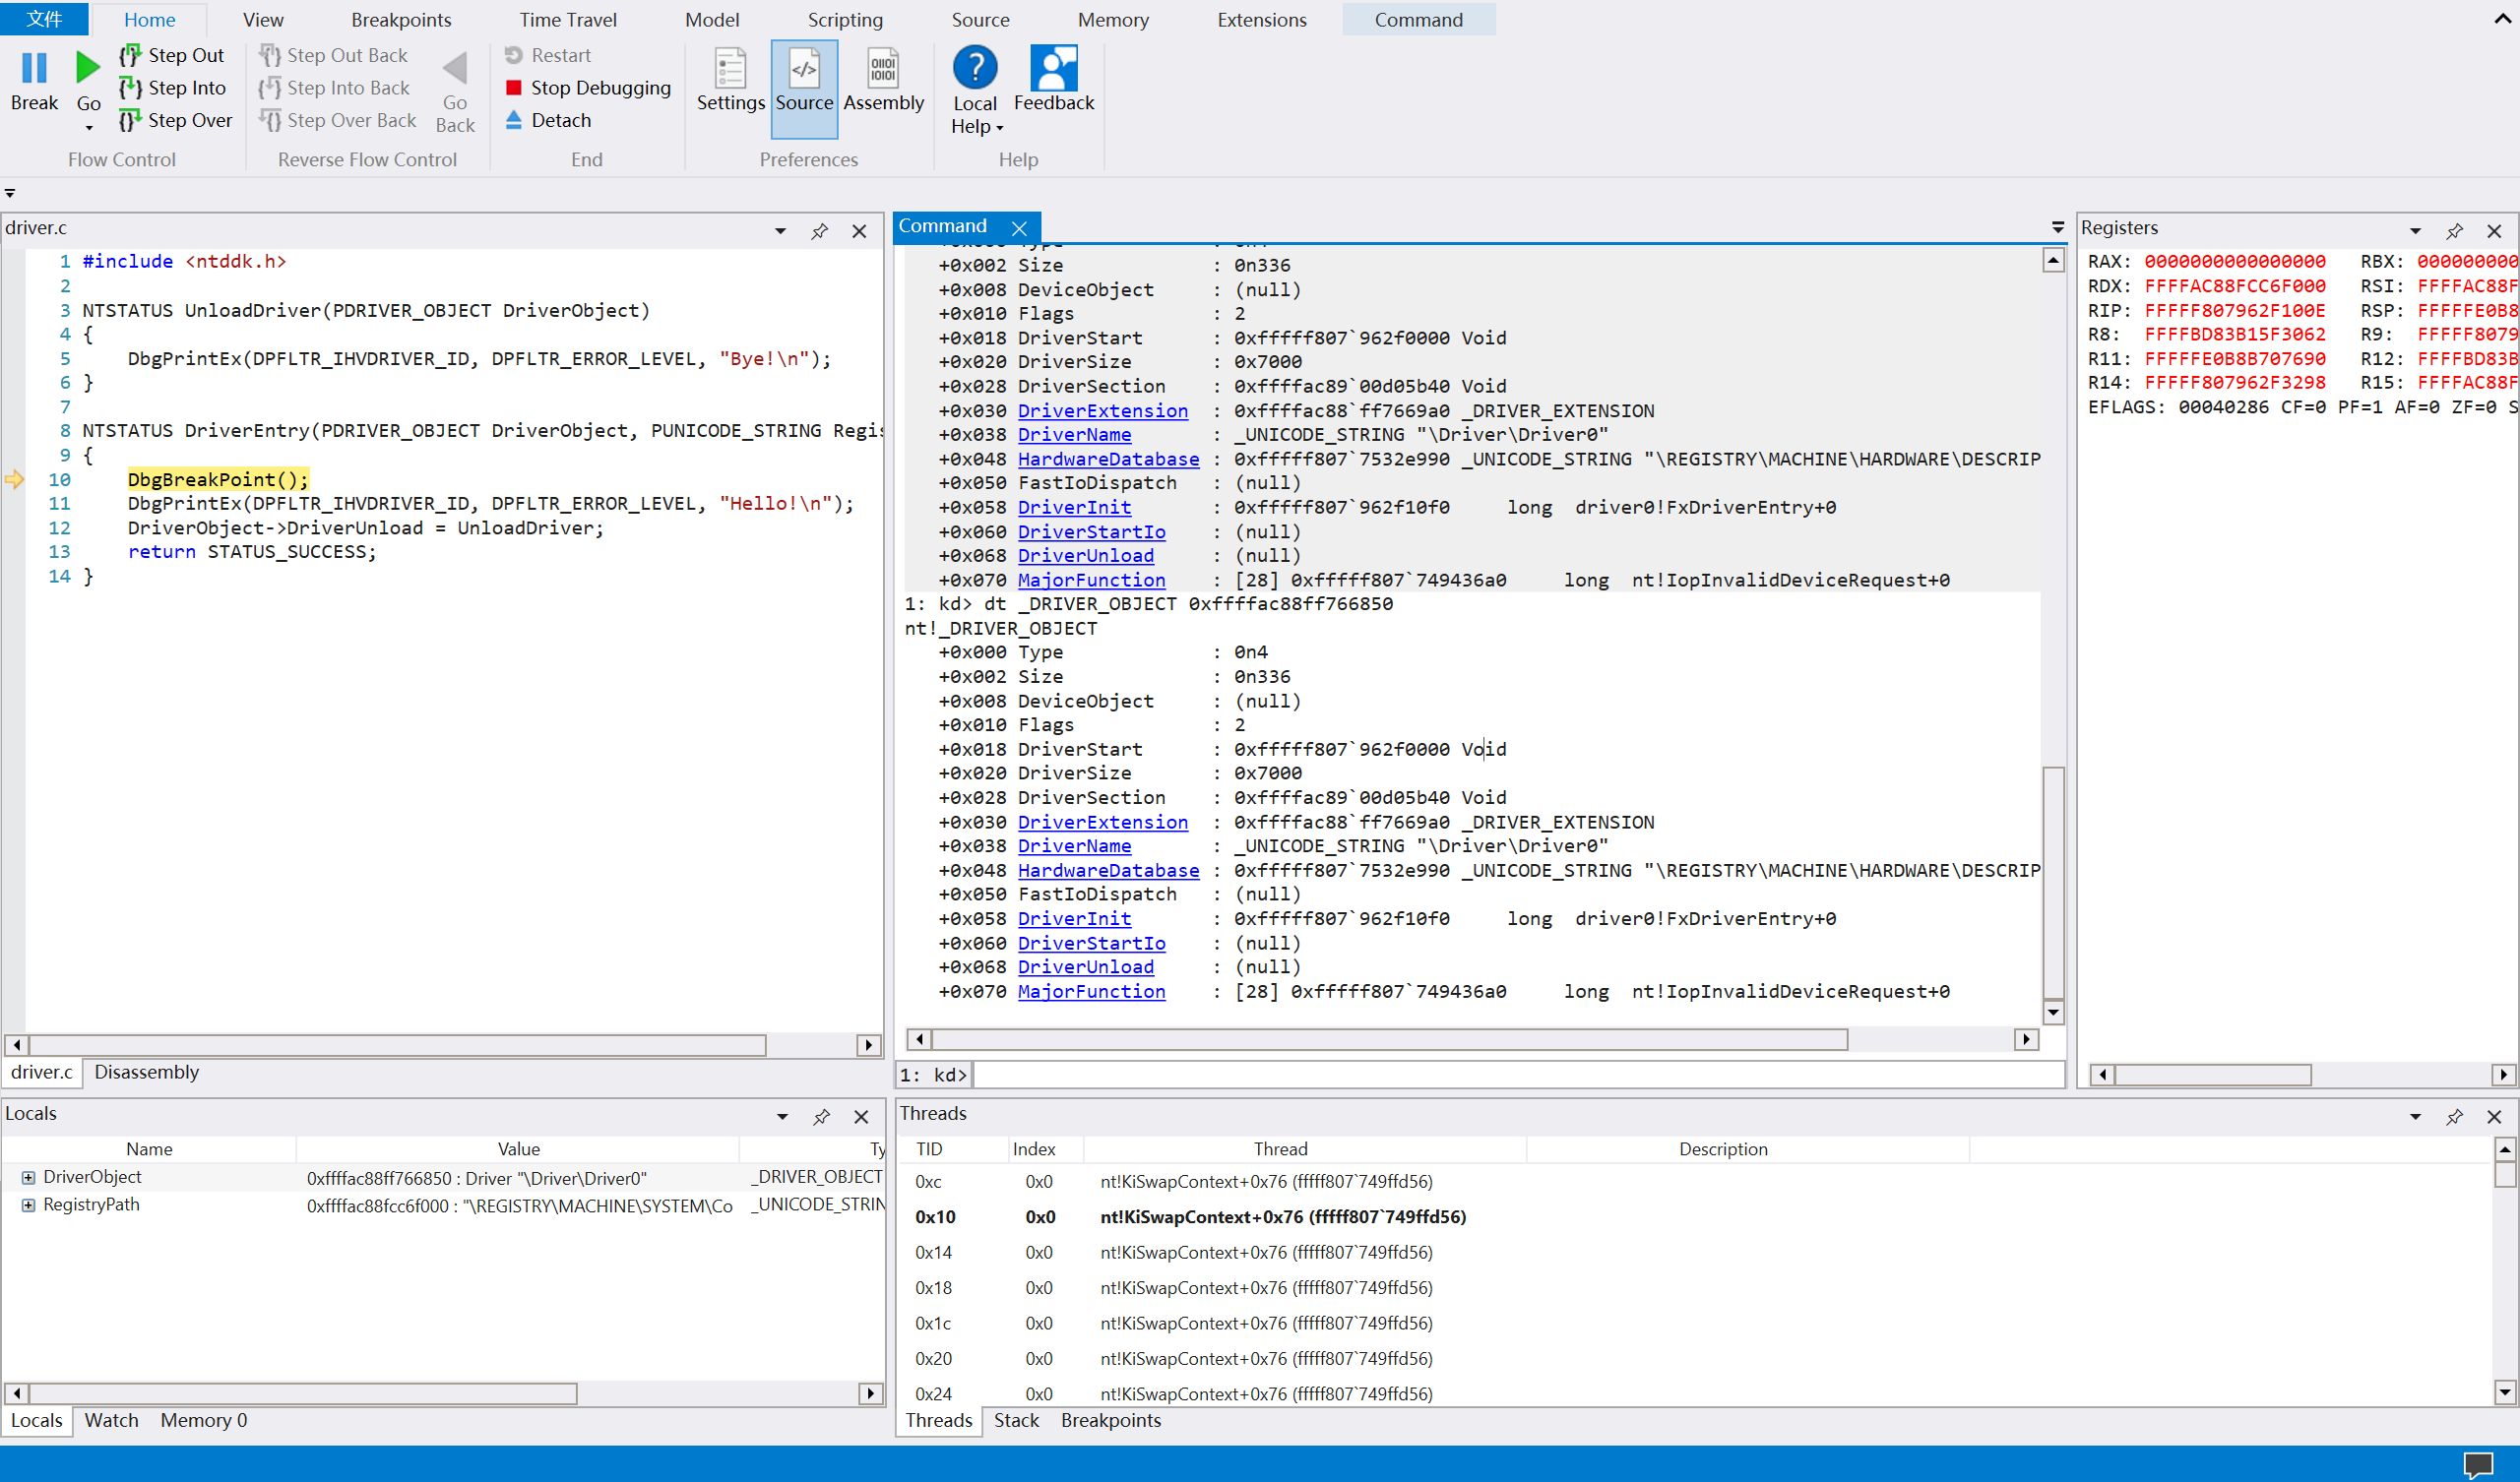 文件 Home View Breakpoints Time Travel Model Scripting Source Memory Extensions Command
Break
Go
Step Out
Step Into
Step Over
Flow Control
Step Out Back
Step Into Back
Step Over Back
Go Back
Reverse Flow Control
Restart
Stop Debugging
Detach
End
Settings Source Assembly
Preferences
Local Help
Feedback
Help
driver.c
1 #include <ntddk.h>
2
3 NTSTATUS UnloadDriver(PDRIVER_OBJECT DriverObject)
4 {
5 DbgPrintEx(DPFLTR_IHVDRIVER_ID, DPFLTR_ERROR_LEVEL, "Bye!\n");
6 }
7
8 NTSTATUS DriverEntry(PDRIVER_OBJECT DriverObject, PUNICODE_STRING Regis
9 {
10 DbgBreakPoint();
11 DbgPrintEx(DPFLTR_IHVDRIVER_ID, DPFLTR_ERROR_LEVEL, "Hello!\n");
12 DriverObject->DriverUnload = UnloadDriver;
13 return STATUS_SUCCESS;
14 }
driver.c Disassembly
Command
+0x002 Size : 0n336
+0x008 DeviceObject : (null)
+0x010 Flags : 2
+0x018 DriverStart : 0xfffff807`962f0000 Void
+0x020 DriverSize : 0x7000
+0x028 DriverSection : 0xffffac89`00d05b40 Void
+0x030 DriverExtension : 0xffffac88`ff7669a0 _DRIVER_EXTENSION
+0x038 DriverName : _UNICODE_STRING "\Driver\Driver0"
+0x048 HardwareDatabase : 0xfffff807`7532e990 _UNICODE_STRING "\REGISTRY\MACHINE\HARDWARE\DESCRIP
+0x050 FastIoDispatch : (null)
+0x058 DriverInit : 0xfffff807`962f10f0 long driver0!FxDriverEntry+0
+0x060 DriverStartIo : (null)
+0x068 DriverUnload : (null)
+0x070 MajorFunction : [28] 0xfffff807`749436a0 long nt!IopInvalidDeviceRequest+0
1: kd> dt _DRIVER_OBJECT 0xffffac88ff766850
nt!_DRIVER_OBJECT
+0x000 Type : 0n4
+0x002 Size : 0n336
+0x008 DeviceObject : (null)
+0x010 Flags : 2
+0x018 DriverStart : 0xfffff807`962f0000 Void
+0x020 DriverSize : 0x7000
+0x028 DriverSection : 0xffffac89`00d05b40 Void
+0x030 DriverExtension : 0xffffac88`ff7669a0 _DRIVER_EXTENSION
+0x038 DriverName : _UNICODE_STRING "\Driver\Driver0"
+0x048 HardwareDatabase : 0xfffff807`7532e990 _UNICODE_STRING "\REGISTRY\MACHINE\HARDWARE\DESCRIP
+0x050 FastIoDispatch : (null)
+0x058 DriverInit : 0xfffff807`962f10f0 long driver0!FxDriverEntry+0
+0x060 DriverStartIo : (null)
+0x068 DriverUnload : (null)
+0x070 MajorFunction : [28] 0xfffff807`749436a0 long nt!IopInvalidDeviceRequest+0
1: kd>
Registers
RAX: 0000000000000000 RBX: 000000000
RDX: FFFFAC88FCC6F000 RSI: FFFFAC88F
RIP: FFFFF807962F100E RSP: FFFFFE0B8
R8: FFFFBD83B15F3062 R9: FFFFF8079
R11: FFFFFE0B8B707690 R12: FFFFBD83B
R14: FFFFF807962F3298 R15: FFFFAC88F
EFLAGS: 00040286 CF=0 PF=1 AF=0 ZF=0 S
Locals
Name Value Ty
DriverObject 0xffffac88ff766850 : Driver "\Driver\Driver0" _DRIVER_OBJECT
RegistryPath 0xffffac88fcc6f000 : "\REGISTRY\MACHINE\SYSTEM\Co _UNICODE_STRIN
Locals Watch Memory 0
Threads
TID Index Thread Description
0xc 0x0 nt!KiSwapContext+0x76 (fffff807`749ffd56)
0x10 0x0 nt!KiSwapContext+0x76 (fffff807`749ffd56)
0x14 0x0 nt!KiSwapContext+0x76 (fffff807`749ffd56)
0x18 0x0 nt!KiSwapContext+0x76 (fffff807`749ffd56)
0x1c 0x0 nt!KiSwapContext+0x76 (fffff807`749ffd56)
0x20 0x0 nt!KiSwapContext+0x76 (fffff807`749ffd56)
0x24 0x0 nt!KiSwapContext+0x76 (fffff807`749ffd56)
Threads Stack Breakpoints